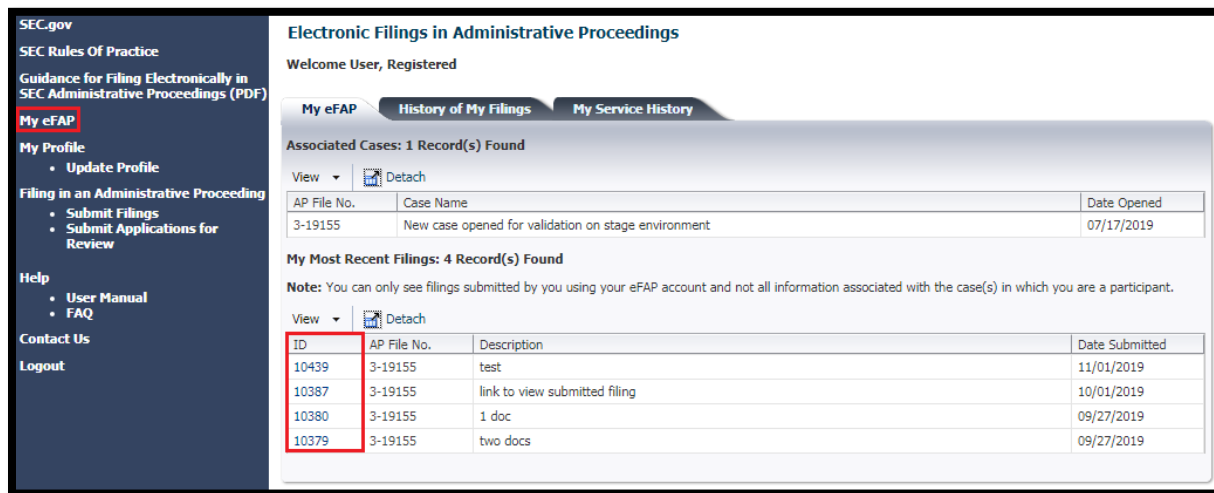 SEC.gov
SEC Rules Of Practice
Guidance for Filing Electronically in
SEC Administrative Proceedings (PDF)
My eFAP
My Profile
• Update Profile
Filing in an Administrative Proceeding
• Submit Filings
• Submit Applications for
Review
Help
• User Manual
• FAQ
Contact Us
Logout
Electronic Filings in Administrative Proceedings
Welcome User, Registered
My eFAP History of My Filings My Service History
Associated Cases: 1 Record(s) Found
View Detach
AP File No. Case Name Date Opened
3-19155 New case opened for validation on stage environment 07/17/2019
My Most Recent Filings: 4 Record(s) Found
Note: You can only see filings submitted by you using your eFAP account and not all information associated with the case(s) in which you are a participant.
View Detach
ID AP File No. Description Date Submitted
10439 3-19155 test 11/01/2019
10387 3-19155 link to view submitted filing 10/01/2019
10380 3-19155 1 doc 09/27/2019
10379 3-19155 two docs 09/27/2019